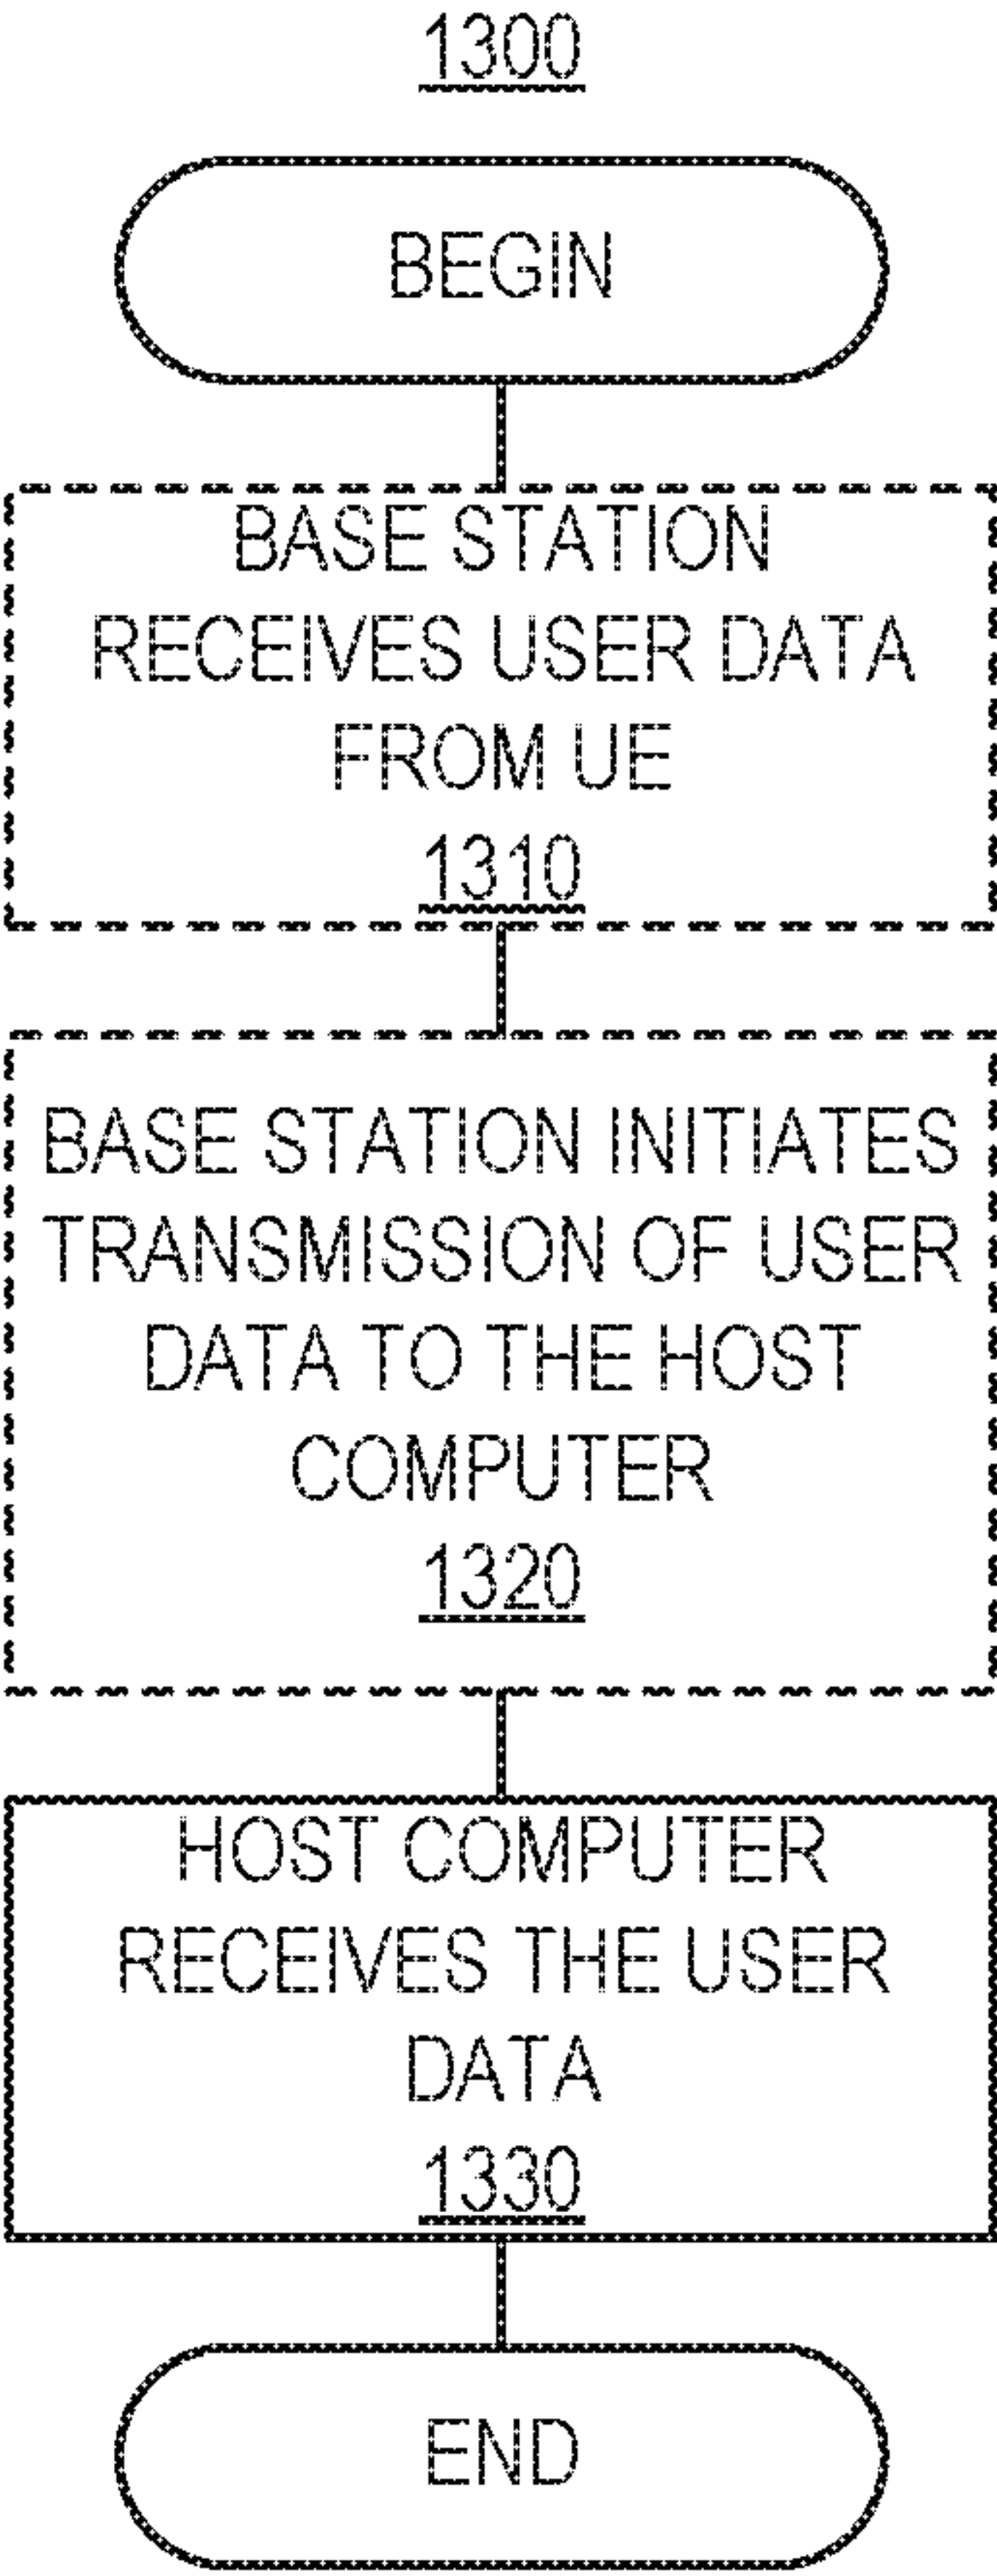 1300
BEGIN
BASE STATION
RECEIVES USER DATA
FROM UE
1310
BASE STATION INITIATES
TRANSMISSION OF USER
DATA TO THE HOST
COMPUTER
1320
HOST COMPUTER
RECEIVES THE USER
DATA
1330
END